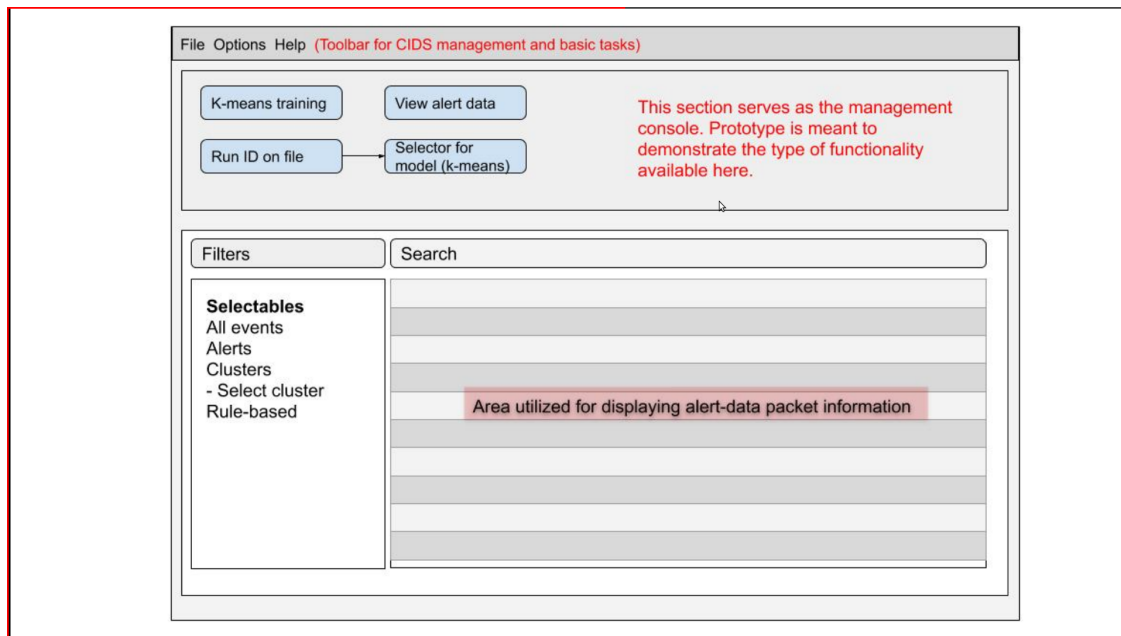 File Options Help (Toolbar for CIDS management and basic tasks)
K-means training
View alert data
Run ID on file
Selector for
model (k-means)
This section serves as the management
console. Prototype is meant to
demonstrate the type of functionality
available here.
Filters
Search
Selectables
All events
Alerts
Clusters
- Select cluster
Rule-based
Area utilized for displaying alert-data packet information